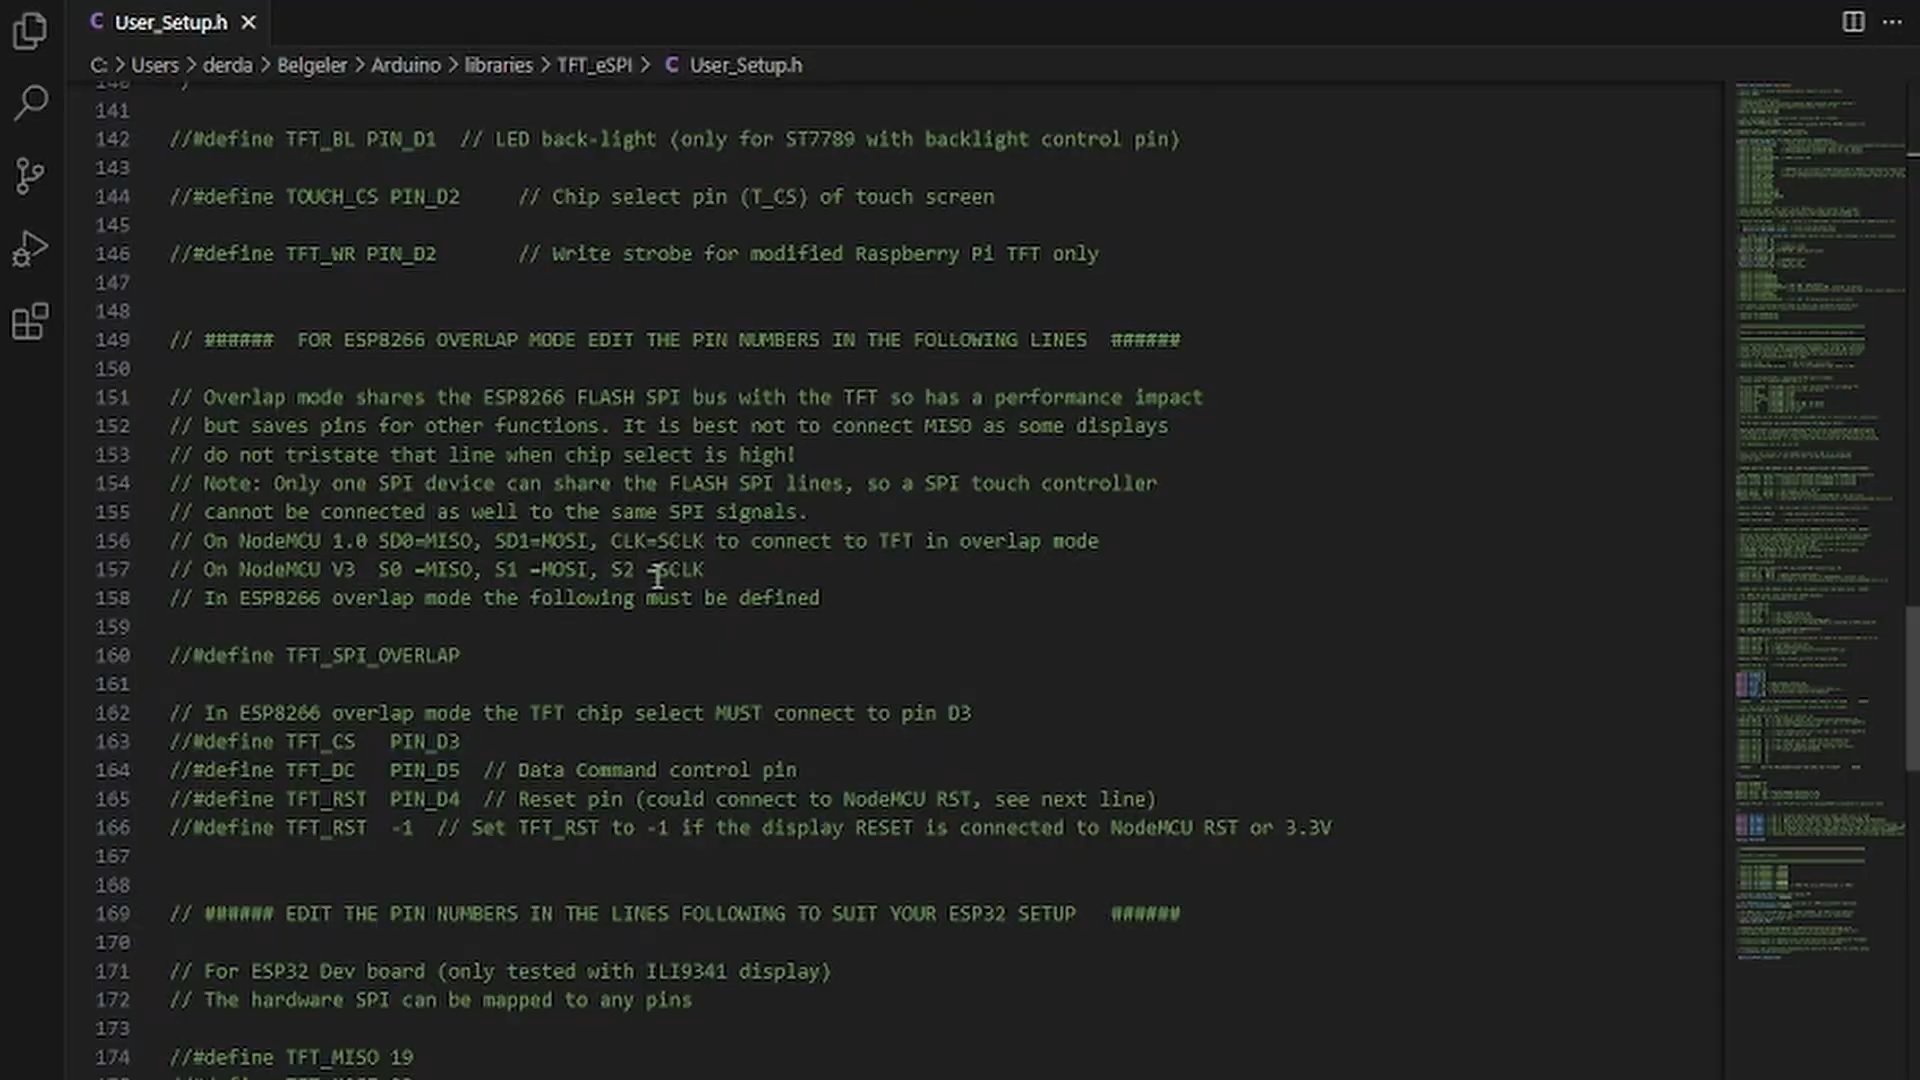 User_Setup.h
C: > Users > derda > Belgeler > Arduino > libraries > TFT_eSPI > C User_Setup.h
141
142 //#define TFT_BL PIN_D1 // LED back-light (only for ST7789 with backlight control pin)
143
144 //#define TOUCH_CS PIN_D2 // Chip select pin (T_CS) of touch screen
145
146 //#define TFT_WR PIN_D2 // Write strobe for modified Raspberry Pi TFT only
147
148
149 // ###### FOR ESP8266 OVERLAP MODE EDIT THE PIN NUMBERS IN THE FOLLOWING LINES ######
150
151 // Overlap mode shares the ESP8266 FLASH SPI bus with the TFT so has a performance impact
152 // but saves pins for other functions. It is best not to connect MISO as some displays
153 // do not tristate that line when chip select is high!
154 // Note: Only one SPI device can share the FLASH SPI lines, so a SPI touch controller
155 // cannot be connected as well to the same SPI signals.
156 // On NodeMCU 1.0 SD0=MISO, SD1=MOSI, CLK=SCLK to connect to TFT in overlap mode
157 // On NodeMCU V3 S0 =MISO, S1 =MOSI, S2 =SCLK
158 // In ESP8266 overlap mode the following must be defined
159
160 //#define TFT_SPI_OVERLAP
161
162 // In ESP8266 overlap mode the TFT chip select MUST connect to pin D3
163 //#define TFT_CS PIN_D3
164 //#define TFT_DC PIN_D5 // Data Command control pin
165 //#define TFT_RST PIN_D4 // Reset pin (could connect to NodeMCU RST, see next line)
166 //#define TFT_RST -1 // Set TFT_RST to -1 if the display RESET is connected to NodeMCU RST or 3.3V
167
168
169 // ###### EDIT THE PIN NUMBERS IN THE LINES FOLLOWING TO SUIT YOUR ESP32 SETUP ######
170
171 // For ESP32 Dev board (only tested with ILI9341 display)
172 // The hardware SPI can be mapped to any pins
173
174 //#define TFT_MISO 19